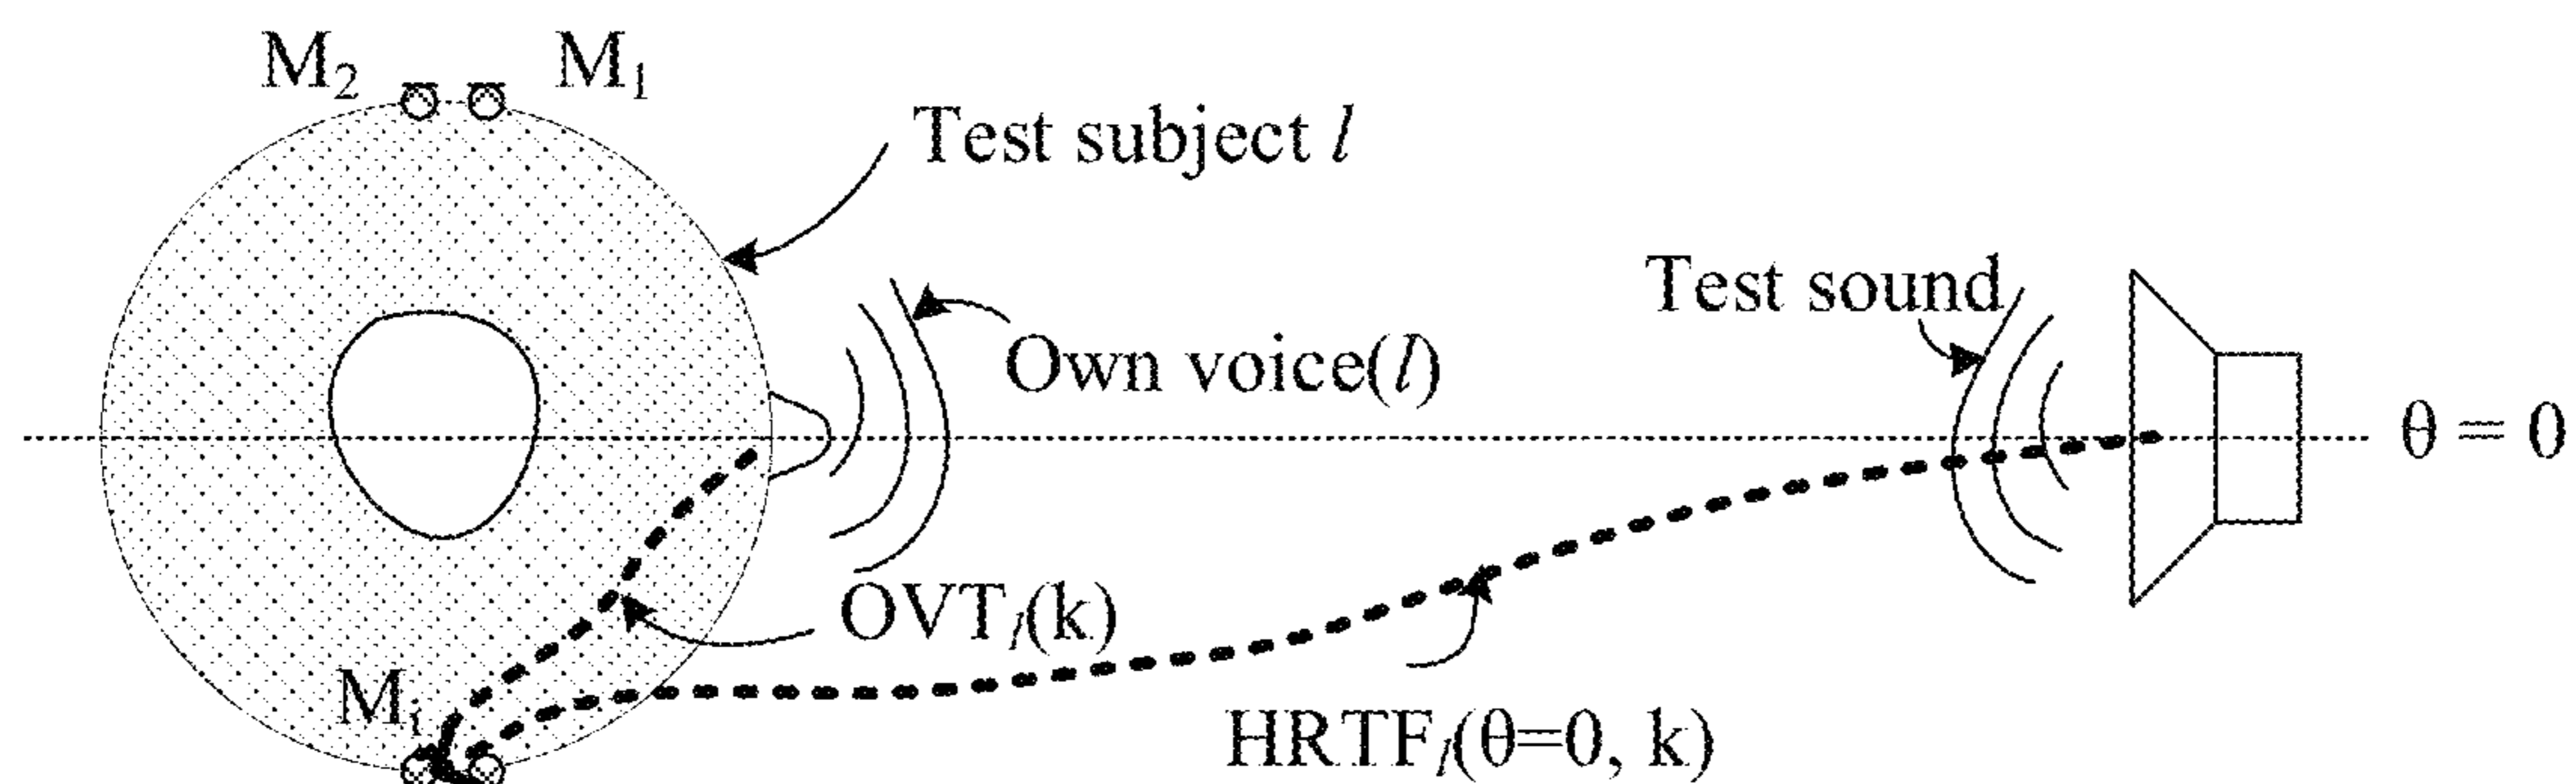 M₂ M₁
Test subject l
Test sound
Own voice(l)
θ = 0
OVTₗ(k)
Mᵢ
HRTFₗ(θ=0, k)